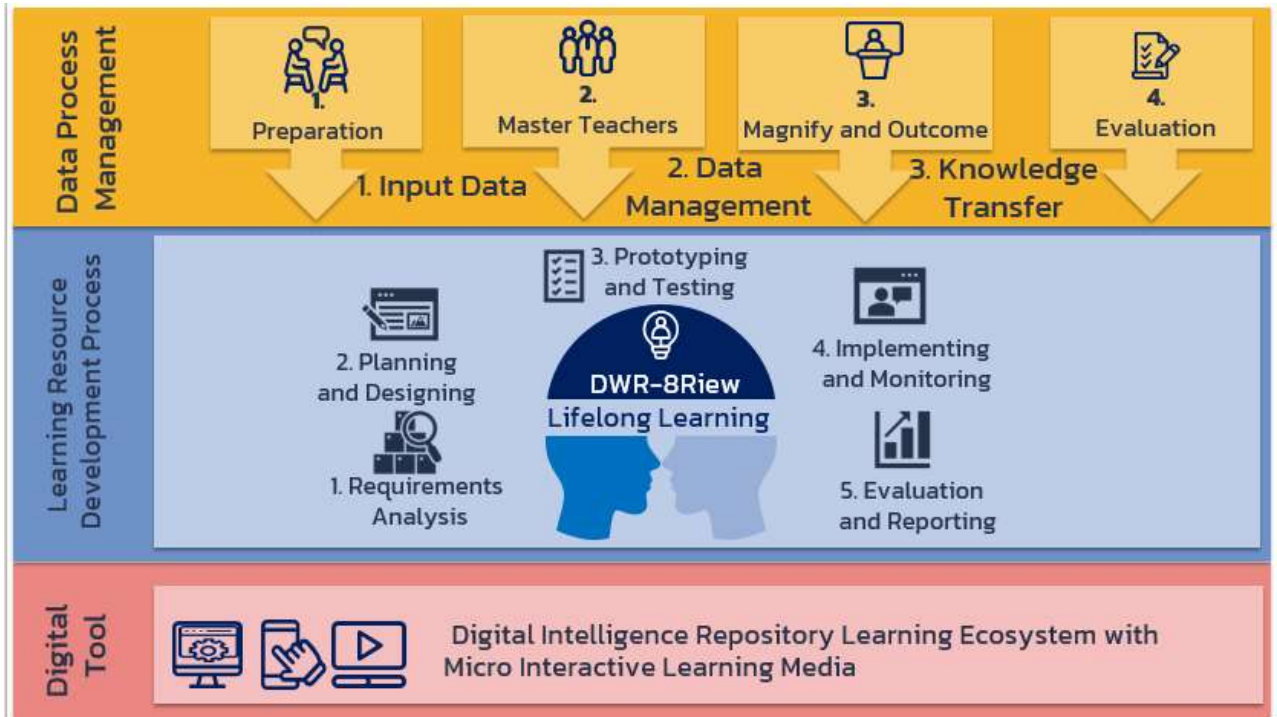 Data Process
Management
1.
Preparation
2.
Master Teachers
3.
Magnify and Outcome
4.
Evaluation
1. Input Data
2. Data
Management
3. Knowledge
Transfer
Learning Resource
Development Process
3. Prototyping
and Testing
2. Planning
and Designing
1. Requirements
Analysis
DWR-8Riew
Lifelong Learning
4. Implementing
and Monitoring
5. Evaluation
and Reporting
Digital
Tool
Digital Intelligence Repository Learning Ecosystem with
Micro Interactive Learning Media